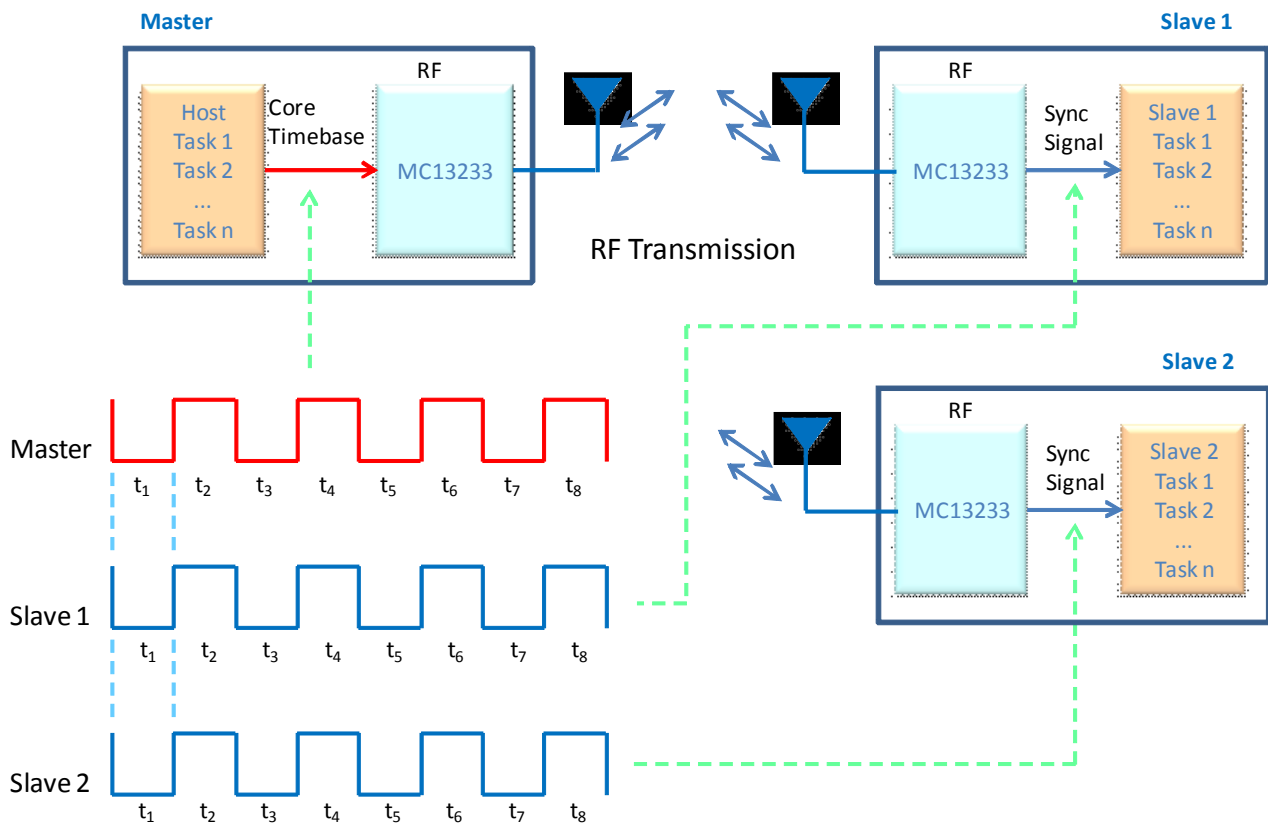 Master
RF
Host
Task 1
Task 2
...
Task n
Core
Timebase
MC13233
RF Transmission
Slave 1
RF
MC13233
Sync
Signal
Slave 1
Task 1
Task 2
...
Task n
Slave 2
RF
MC13233
Sync
Signal
Slave 2
Task 1
Task 2
...
Task n
Master
t₁ t₂ t₃ t₄ t₅ t₆ t₇ t₈
Slave 1
t₁ t₂ t₃ t₄ t₅ t₆ t₇ t₈
Slave 2
t₁ t₂ t₃ t₄ t₅ t₆ t₇ t₈